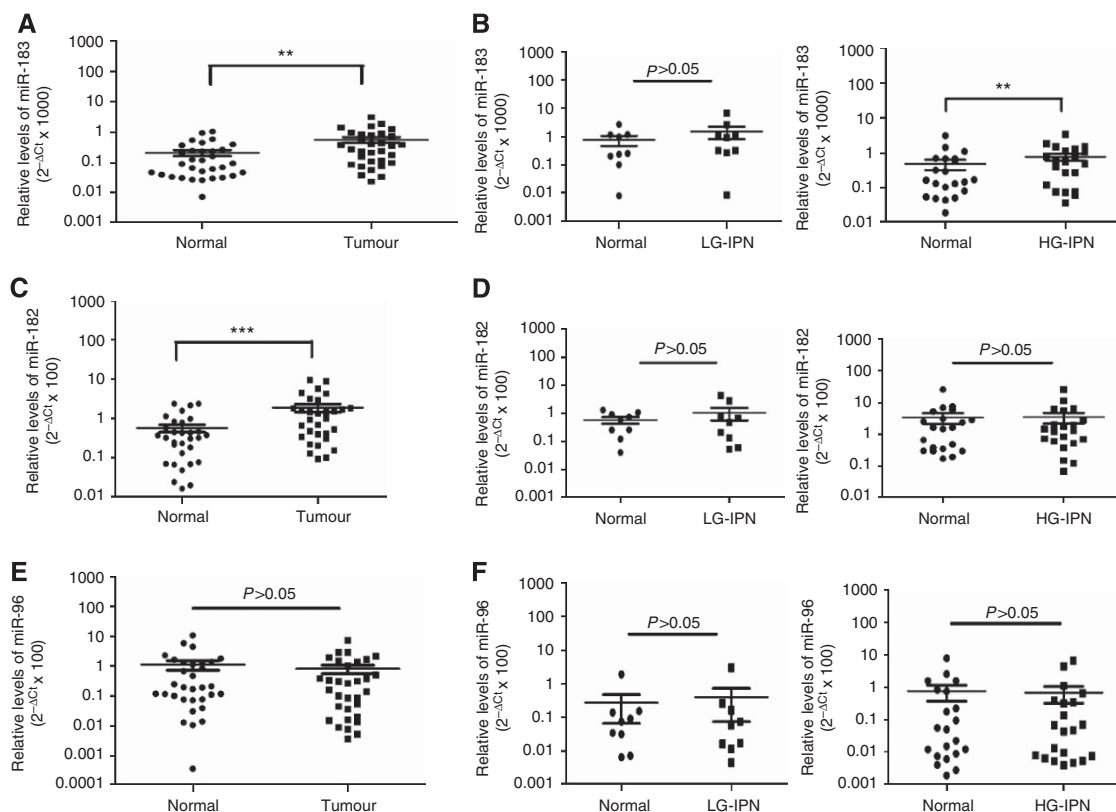 A
Relative levels of miR-183
(2−ΔCt x 1000)
1000
100
10
1
0.1
0.01
0.001
**
Normal
Tumour
B
Relative levels of miR-183
(2−ΔCt x 1000)
1000
100
10
1
0.1
0.01
0.001
P>0.05
Normal
LG-IPN
Relative levels of miR-183
(2−ΔCt x 1000)
1000
100
10
1
0.1
0.01
**
Normal
HG-IPN
C
Relative levels of miR-182
(2−ΔCt x 100)
1000
100
10
1
0.1
0.01
***
Normal
Tumour
D
Relative levels of miR-182
(2−ΔCt x 100)
1000
100
10
1
0.1
0.01
0.001
P>0.05
Normal
LG-IPN
Relative levels of miR-182
(2−ΔCt x 100)
1000
100
10
1
0.1
0.01
P>0.05
Normal
HG-IPN
E
Relative levels of miR-96
(2−ΔCt x 100)
1000
100
10
1
0.1
0.01
0.001
0.0001
P>0.05
Normal
Tumour
F
Relative levels of miR-96
(2−ΔCt x 100)
1000
100
10
1
0.1
0.01
0.001
P>0.05
Normal
LG-IPN
Relative levels of miR-96
(2−ΔCt x 100)
1000
100
10
1
0.1
0.01
0.001
P>0.05
Normal
HG-IPN